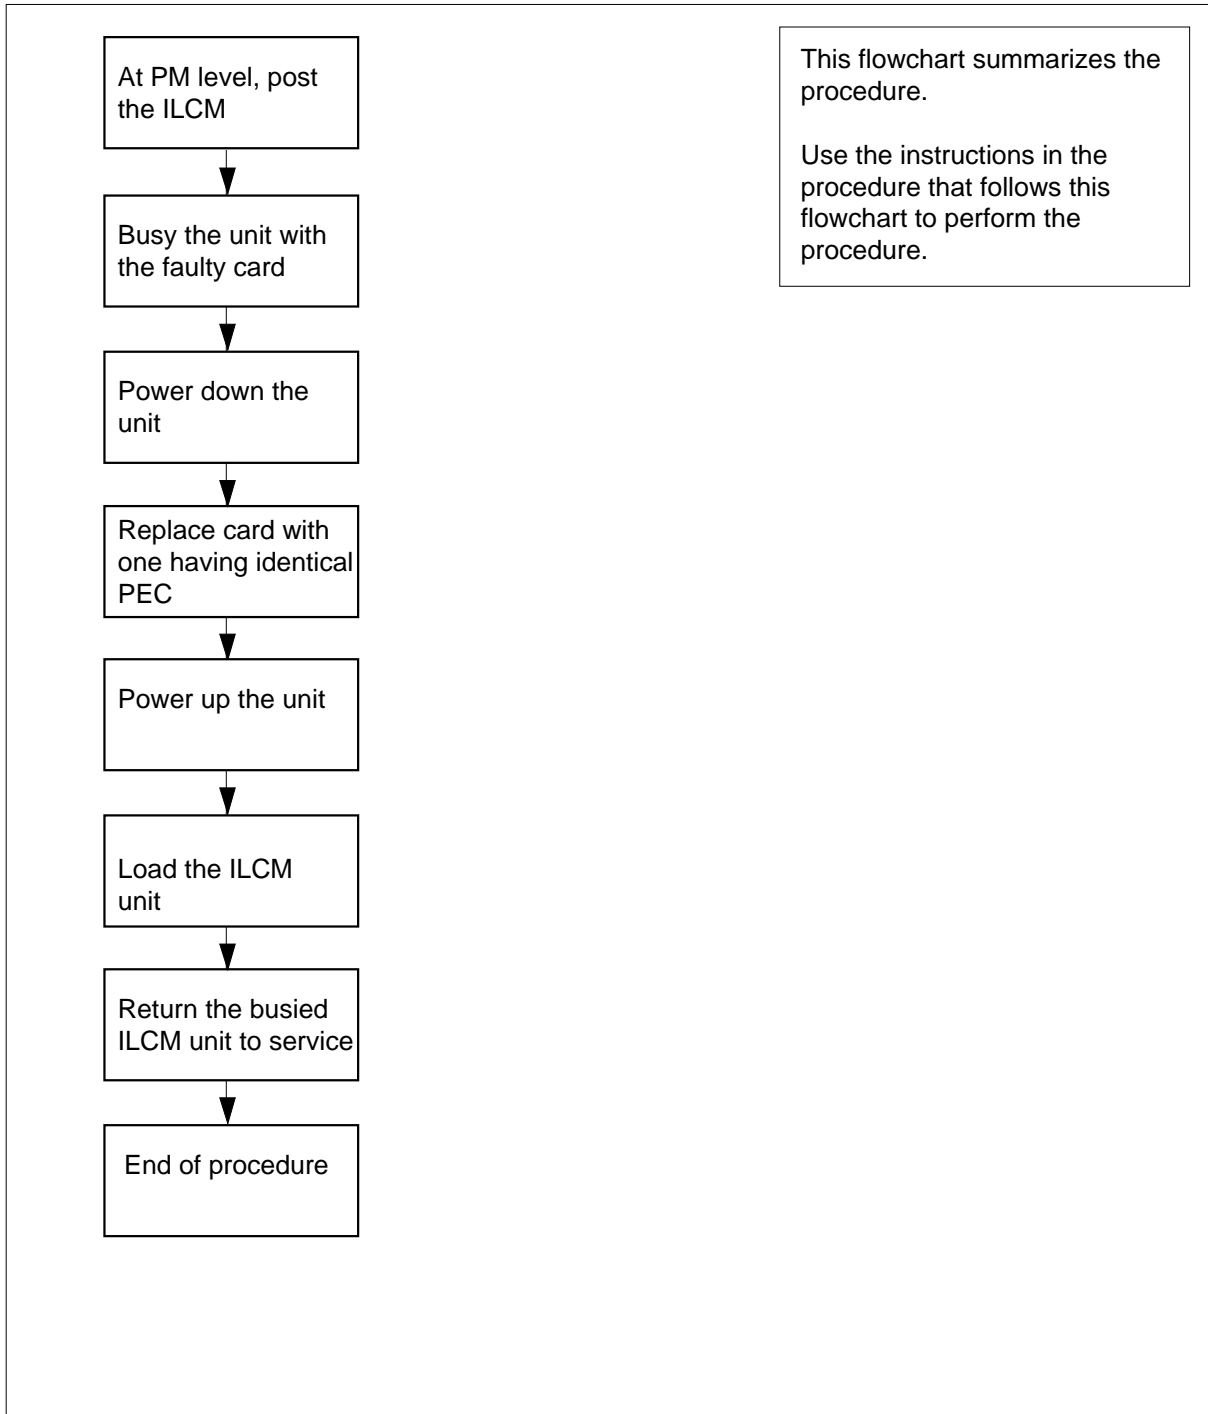 At PM level, post
the ILCM
Busy the unit with
the faulty card
Power down the
unit
Replace card with
one having identical
PEC
Power up the unit
Load the ILCM
unit
Return the busied
ILCM unit to service
End of procedure
This flowchart summarizes the
procedure.
Use the instructions in the
procedure that follows this
flowchart to perform the
procedure.